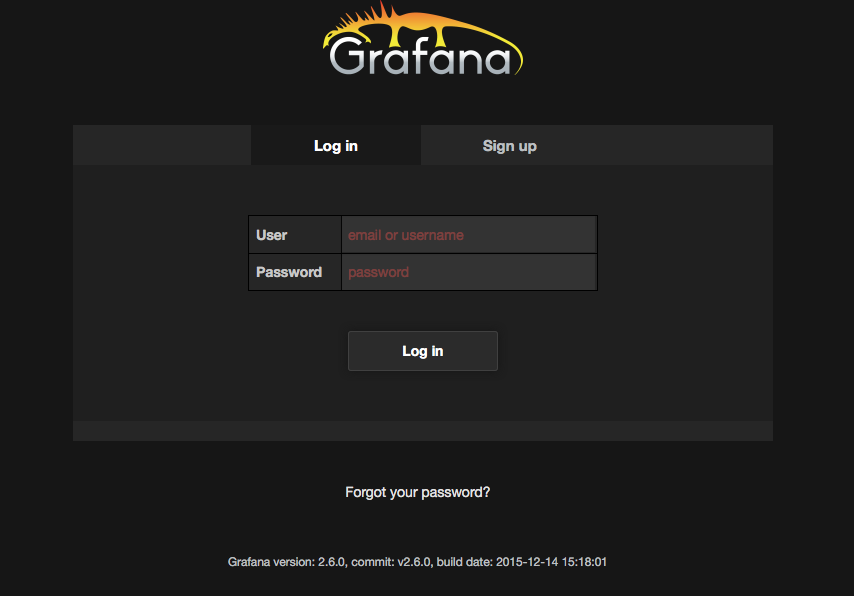 Grafana
Log in Sign up
User email or username
Password password
Log in
Forgot your password?
Grafana version: 2.6.0, commit: v2.6.0, build date: 2015-12-14 15:18:01